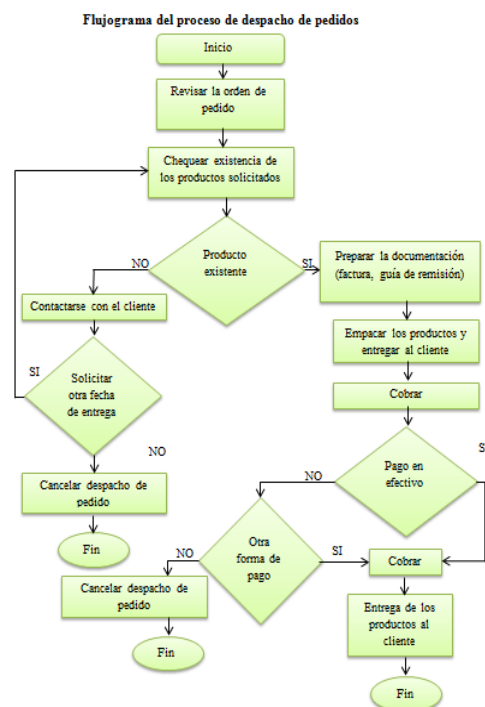 Flujograma del proceso de despacho de pedidos
Inicio
Revisar la orden de
pedido
Chequear existencia de
los productos solicitados
Producto
existente
NO
SI
Contactarse con el cliente
Preparar la documentación
(factura, guía de remisión)
Empacar los productos y
entregar al cliente
SI
Solicitar
otra fecha
de entrega
Cobrar
NO
Pago en
efectivo
S
NO
Cancelar despacho de
pedido
Fin
Otra
forma de
pago
NO
SI
Cobrar
Cancelar despacho de
pedido
Entrega de los
productos al
cliente
Fin
Fin